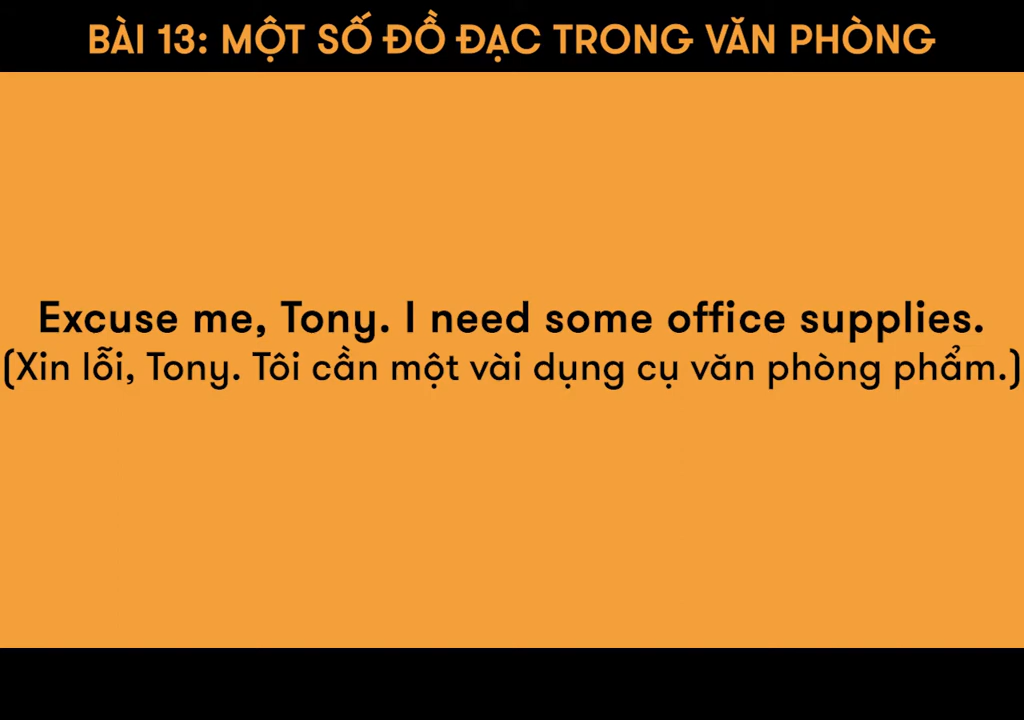 BÀI 13: MỘT SỐ ĐỒ ĐẠC TRONG VĂN PHÒNG
Excuse me, Tony. I need some office supplies.
(Xin lỗi, Tony. Tôi cần một vài dụng cụ văn phòng phẩm.)